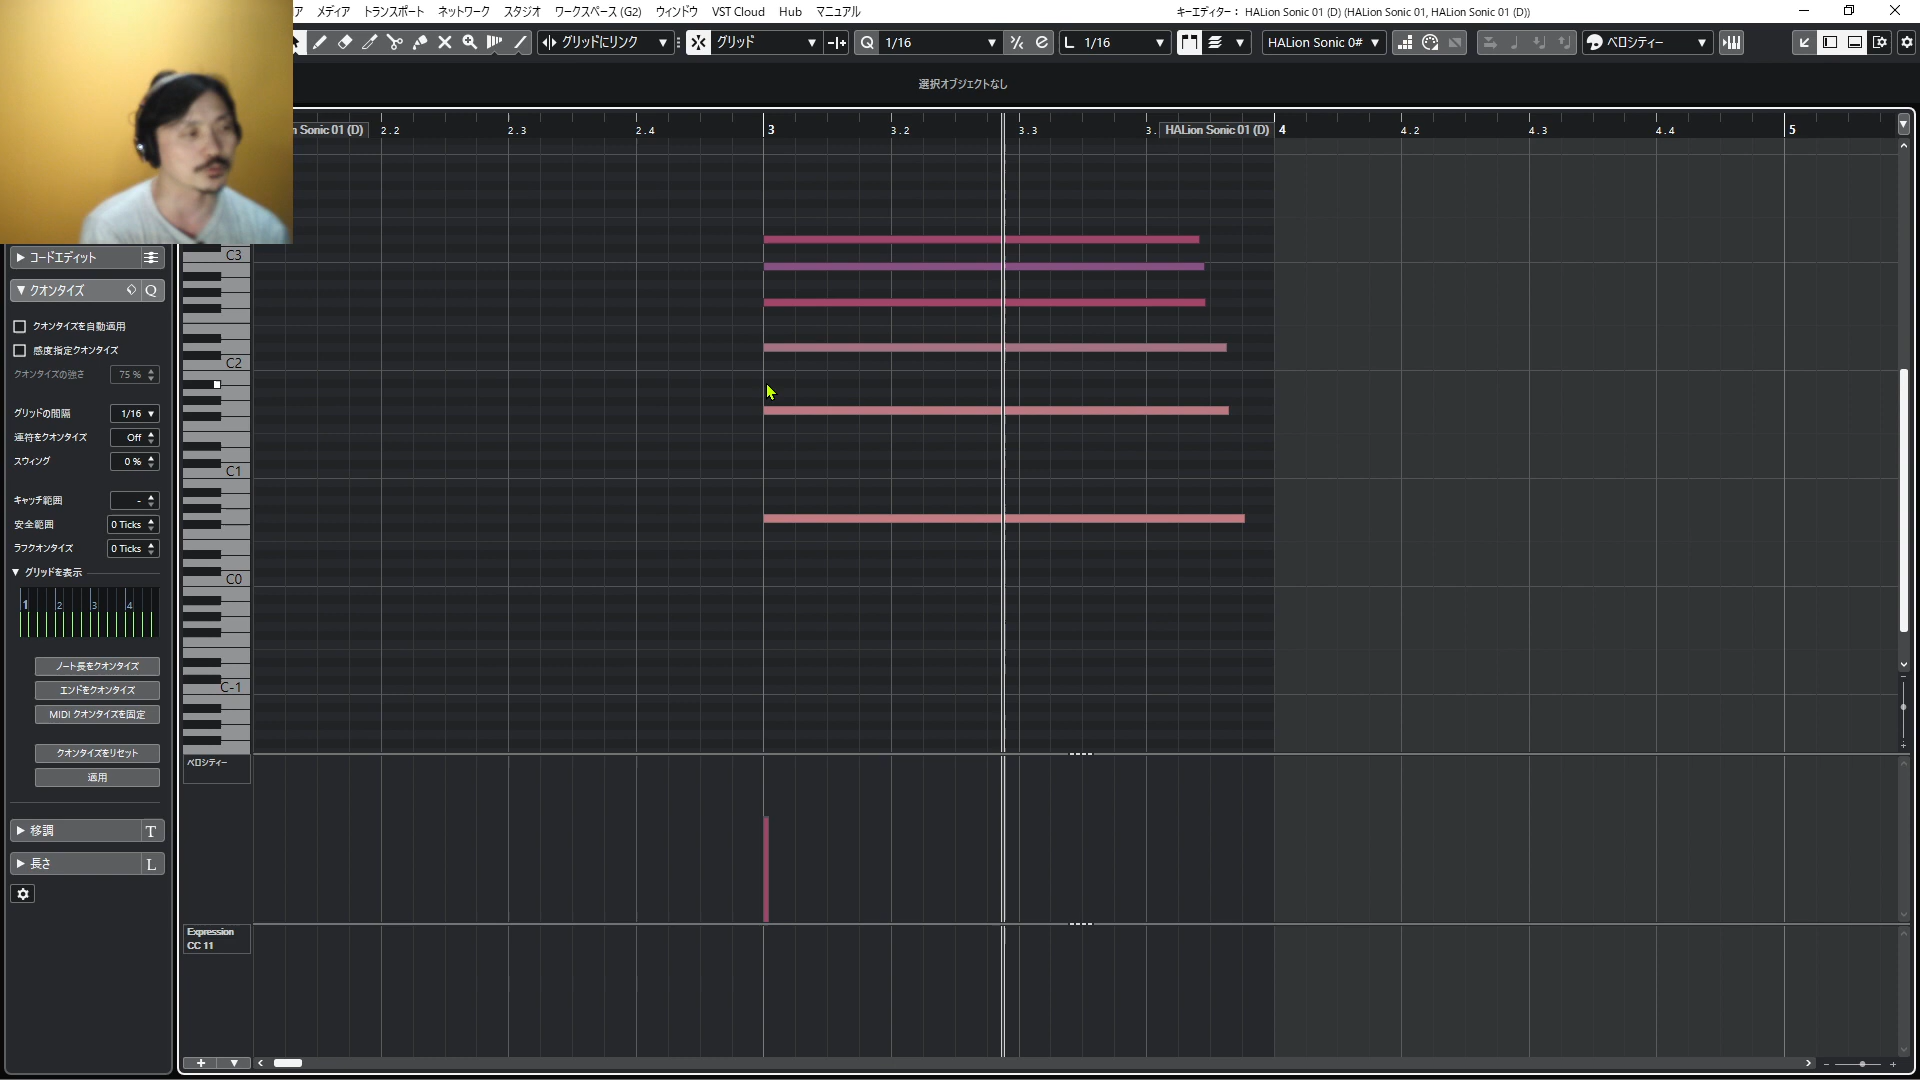 ア メディア トランスポート ネットワーク スタジオ ワークスペース (G2) ウィンドウ VST Cloud Hub マニュアル
キーエディター： HALion Sonic 01 (D) (HALion Sonic 01, HALion Sonic 01 (D))
グリッドにリンク グリッド Q 1/16 L 1/16 HALion Sonic 0# ベロシティー
選択オブジェクトなし
n Sonic 01 (D) 2.2 2.3 2.4 3 3.2 3.3 3. HALion Sonic 01 (D) 4 4.2 4.3 4.4 5
コードエディット
クオンタイズ Q
クオンタイズを自動適用
感度指定クオンタイズ
クオンタイズの強さ 75 %
グリッドの間隔 1/16
連符をクオンタイズ Off
スウィング 0 %
キャッチ範囲 -
安全範囲 0 Ticks
ラフクオンタイズ 0 Ticks
グリッドを表示
1 2 3 4
ノート長をクオンタイズ
エンドをクオンタイズ
MIDI クオンタイズを固定
クオンタイズをリセット
適用
移調 T
長さ L
C3
C2
C1
C0
C-1
ベロシティー
Expression
CC 11